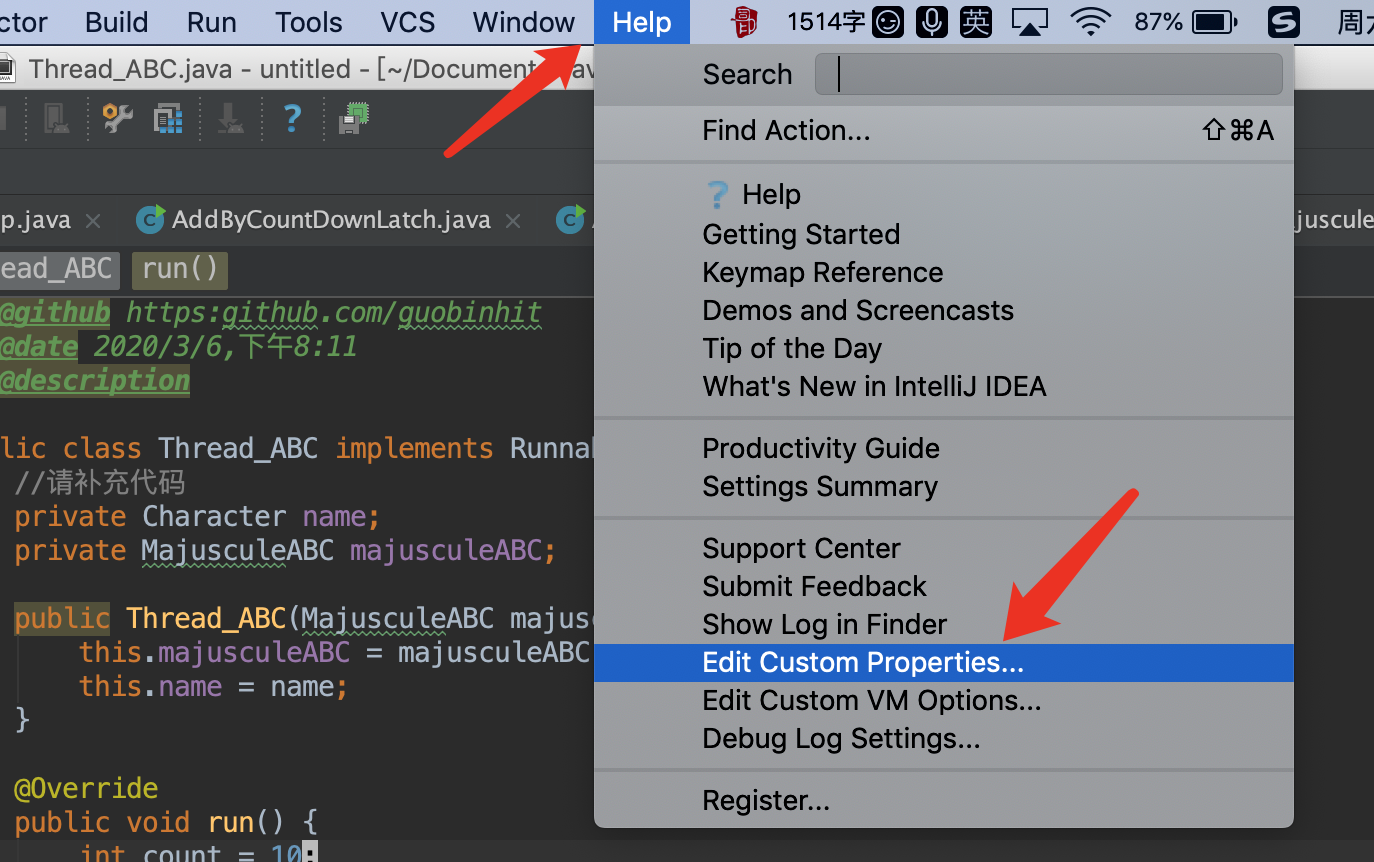 ctor Build Run Tools VCS Window Help 1514字 英 87% 周六
Thread_ABC.java - untitled - [~/Document av
Search
Find Action... ⇧⌘A
? Help
Getting Started
Keymap Reference
Demos and Screencasts
Tip of the Day
What's New in IntelliJ IDEA
Productivity Guide
Settings Summary
Support Center
Submit Feedback
Show Log in Finder
Edit Custom Properties...
Edit Custom VM Options...
Debug Log Settings...
Register...
p.java AddByCountDownLatch.java juscule
ead_ABC run()
@github https:github.com/guobinhit
@date 2020/3/6,下午8:11
@description
lic class Thread_ABC implements Runnal
//请补充代码
private Character name;
private MajusculeABC majusculeABC;
public Thread_ABC(MajusculeABC majus
this.majusculeABC = majusculeABC
this.name = name;
}
@Override
public void run() {
int count = 10;